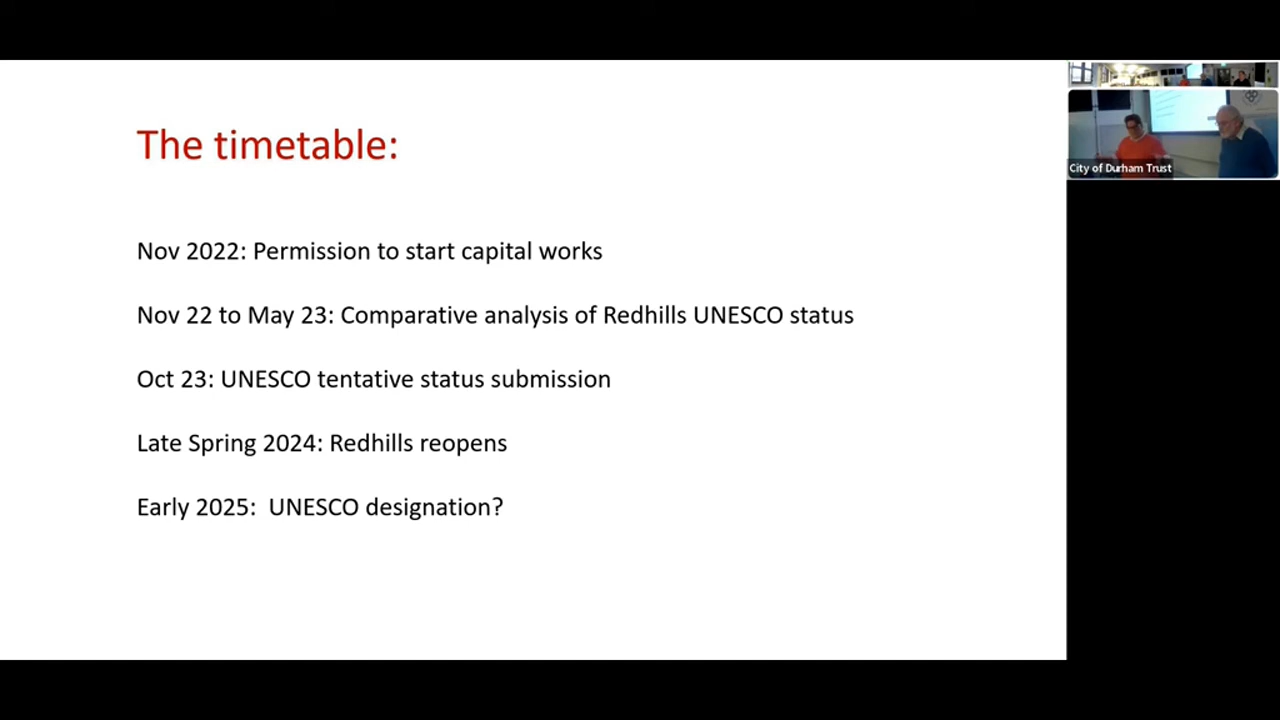 The timetable:
Nov 2022: Permission to start capital works
Nov 22 to May 23: Comparative analysis of Redhills UNESCO status
Oct 23: UNESCO tentative status submission
Late Spring 2024: Redhills reopens
Early 2025:  UNESCO designation?
City of Durham Trust